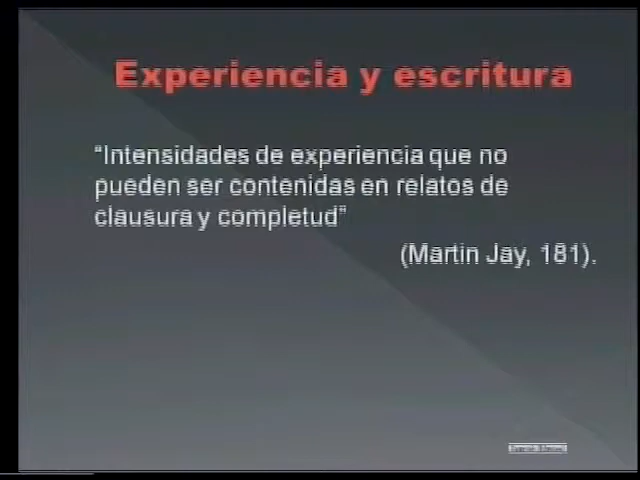 Experiencia y escritura
“Intensidades de experiencia que no
pueden ser contenidas en relatos de
clausura y completud”
(Martin Jay, 181).